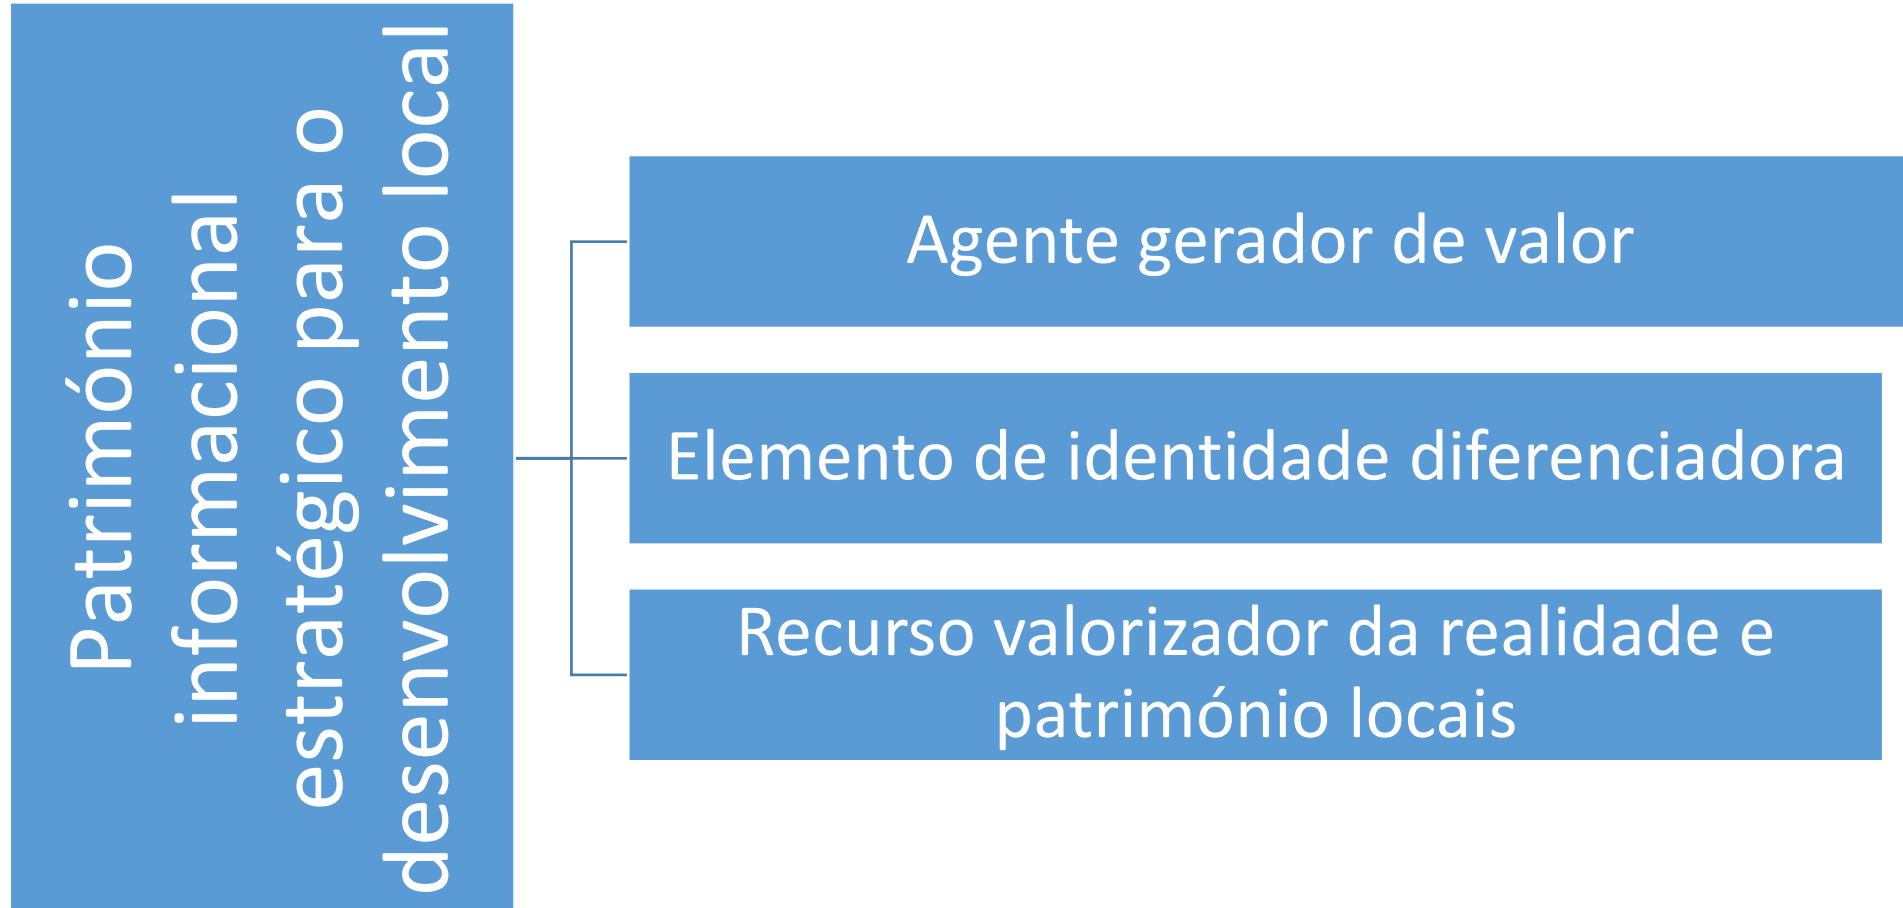 Património
informacional
estratégico para o
desenvolvimento local
Agente gerador de valor
Elemento de identidade diferenciadora
Recurso valorizador da realidade e
património locais